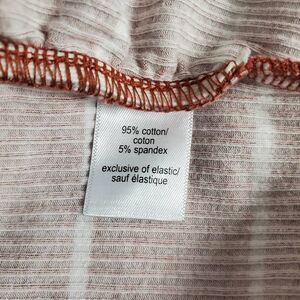 95% cotton/
coton
5% spandex
exclusive of elastic/
sauf élastique